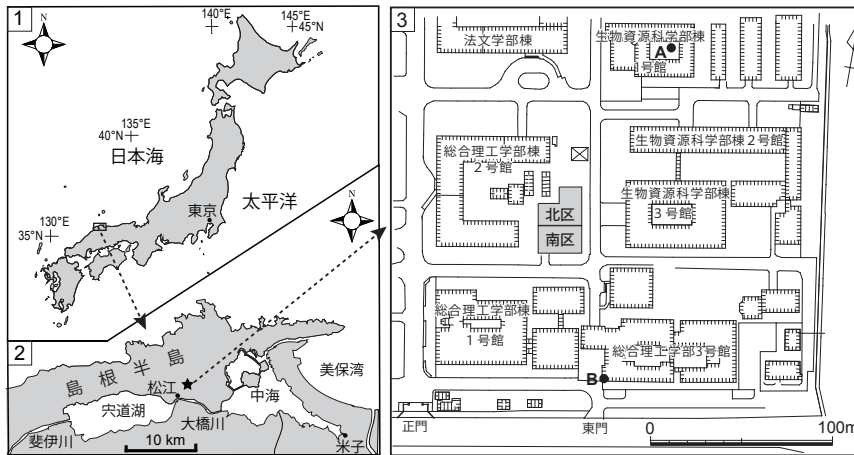 1
140°E
145°E
45°N
135°E
40°N
日本海
太平洋
東京
130°E
35°N
2
島根半島
松江
宍道湖
中海
美保湾
斐伊川
大橋川
米子
10 km
3
法文学部棟
生物資源科学部棟
1号館
A
総合理工学部棟
2号館
生物資源科学部棟2号館
生物資源科学部棟
3号館
北区
南区
総合理工学部棟
1号館
総合理工学部3号館
B
正門
東門
0
100m